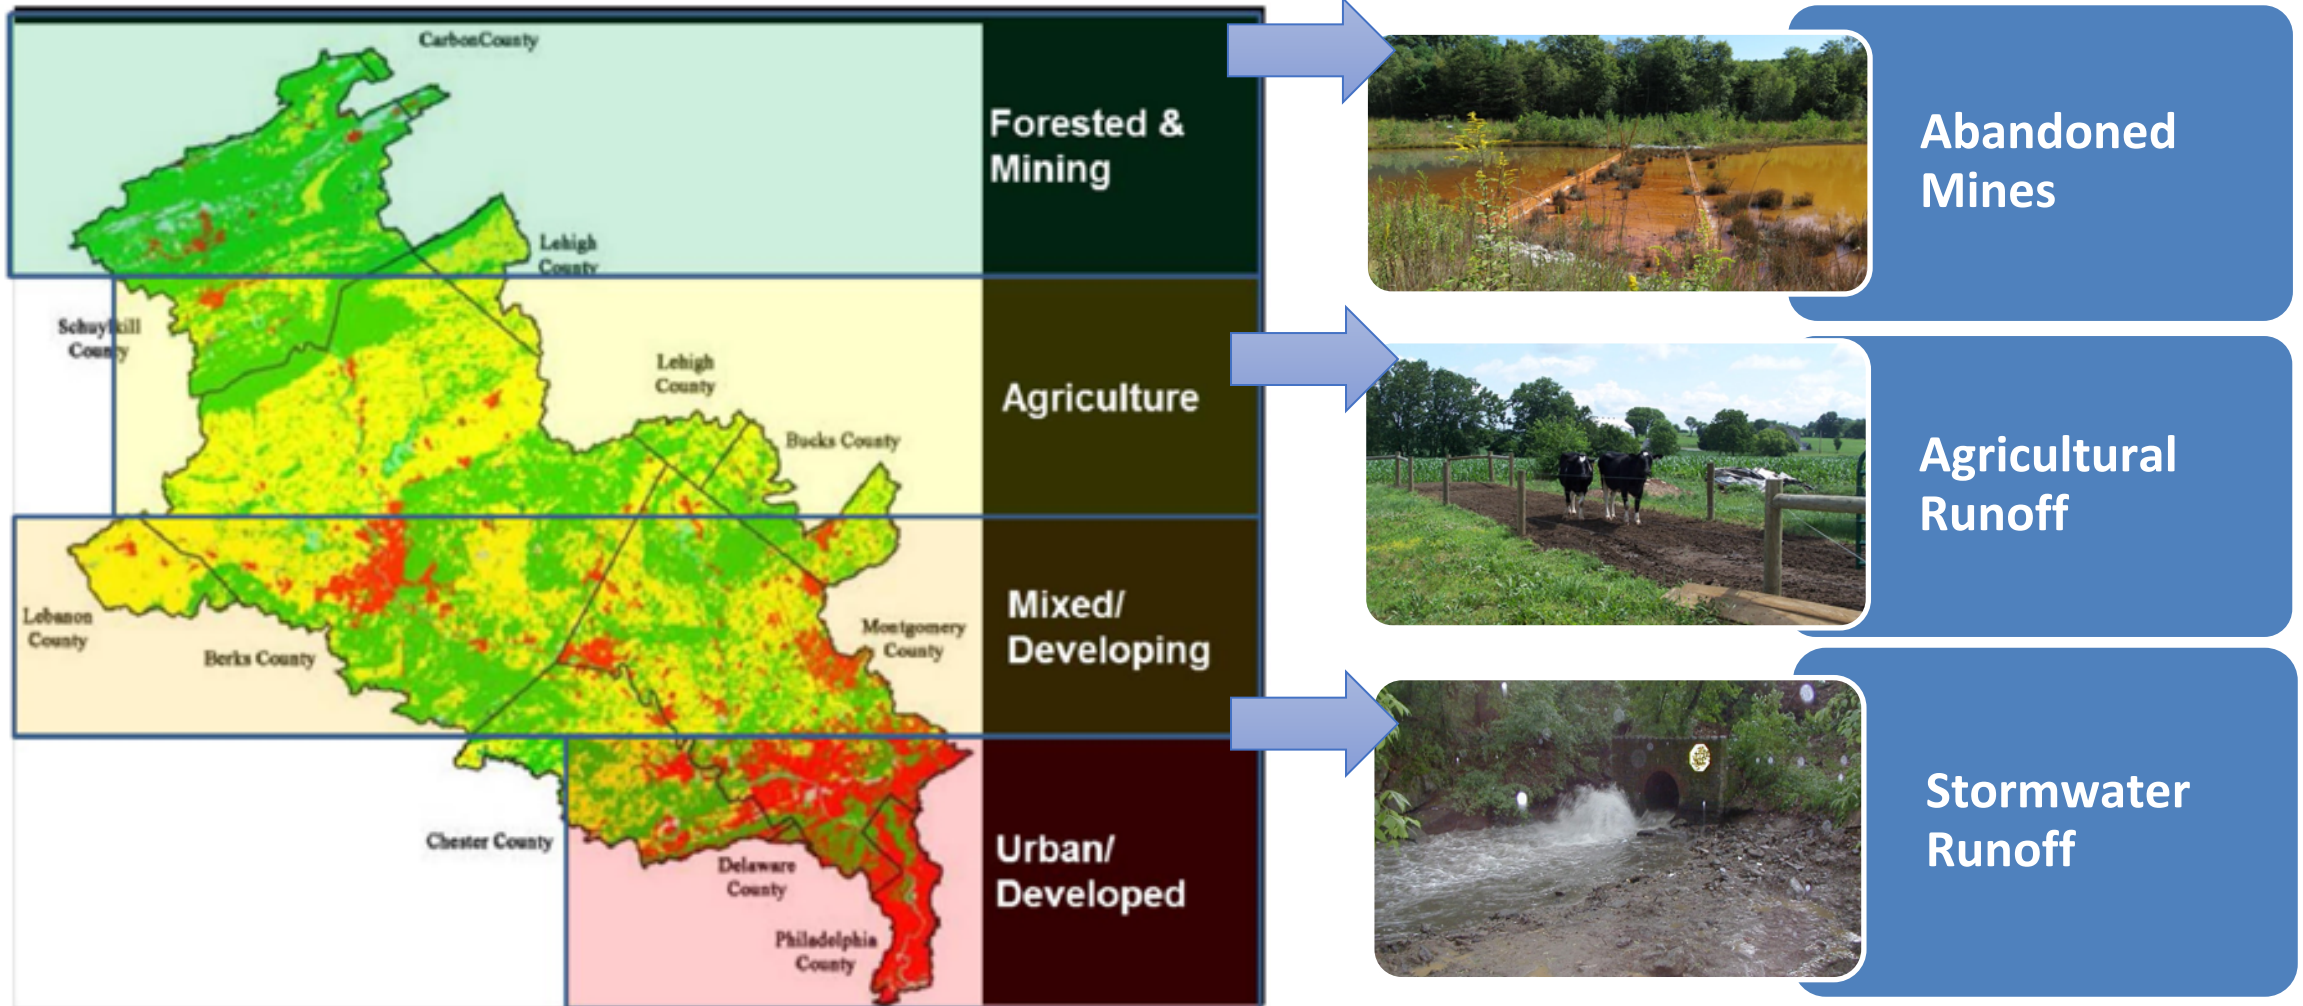 CarbonCounty
Lehigh
County
Schuylkill
County
Lehigh
County
Bucks County
Lebanon
County
Berks County
Montgomery
County
Chester County
Delaware
County
Philadelphia
County
Forested &
Mining
Agriculture
Mixed/
Developing
Urban/
Developed
Abandoned
Mines
Agricultural
Runoff
Stormwater
Runoff